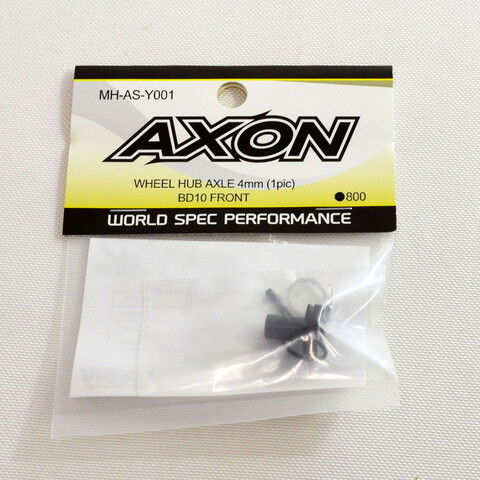 MH-AS-Y001
AXON
WHEEL HUB AXLE 4mm (1pic)
BD10 FRONT
●800
WORLD SPEC PERFORMANCE